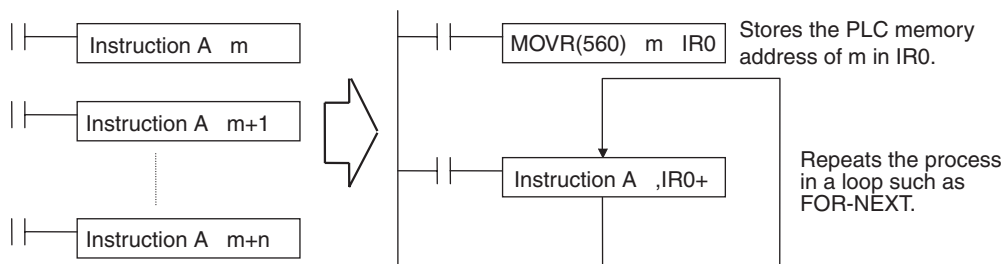 Instruction A m
Instruction A m+1
Instruction A m+n
MOVR(560) m IR0
Stores the PLC memory
address of m in IR0.
Instruction A ,IR0+
Repeats the process
in a loop such as
FOR-NEXT.